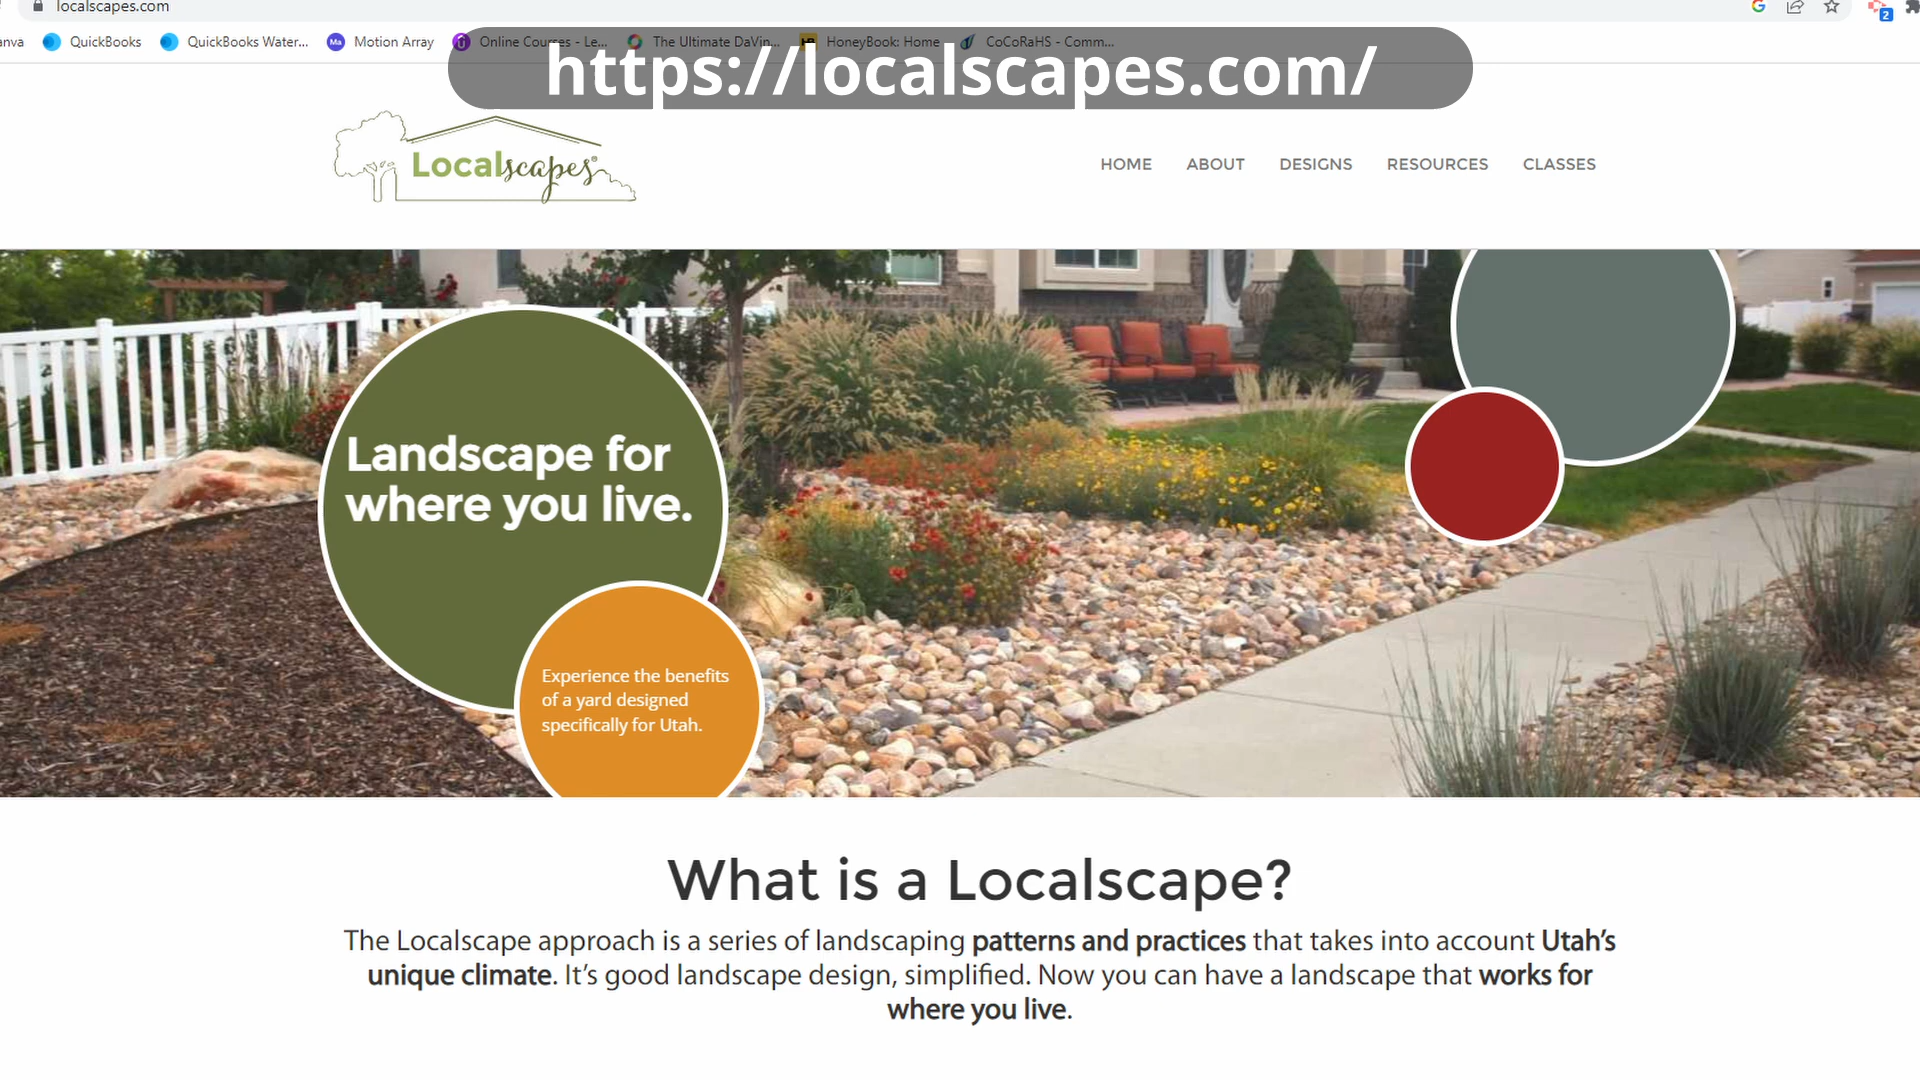 localscapes.com
2
anva
QuickBooks
QuickBooks Water...
Ma
Motion Array
Online Courses - Le...
The Ultimate DaVin...
HoneyBook: Home
CoCoRaHS - Comm...
https://localscapes.com/
Localscapes®
HOME
ABOUT
DESIGNS
RESOURCES
CLASSES
Landscape for
where you live.
Experience the benefits
of a yard designed
specifically for Utah.
What is a Localscape?
The Localscape approach is a series of landscaping patterns and practices that takes into account Utah’s
unique climate. It’s good landscape design, simplified. Now you can have a landscape that works for
where you live.